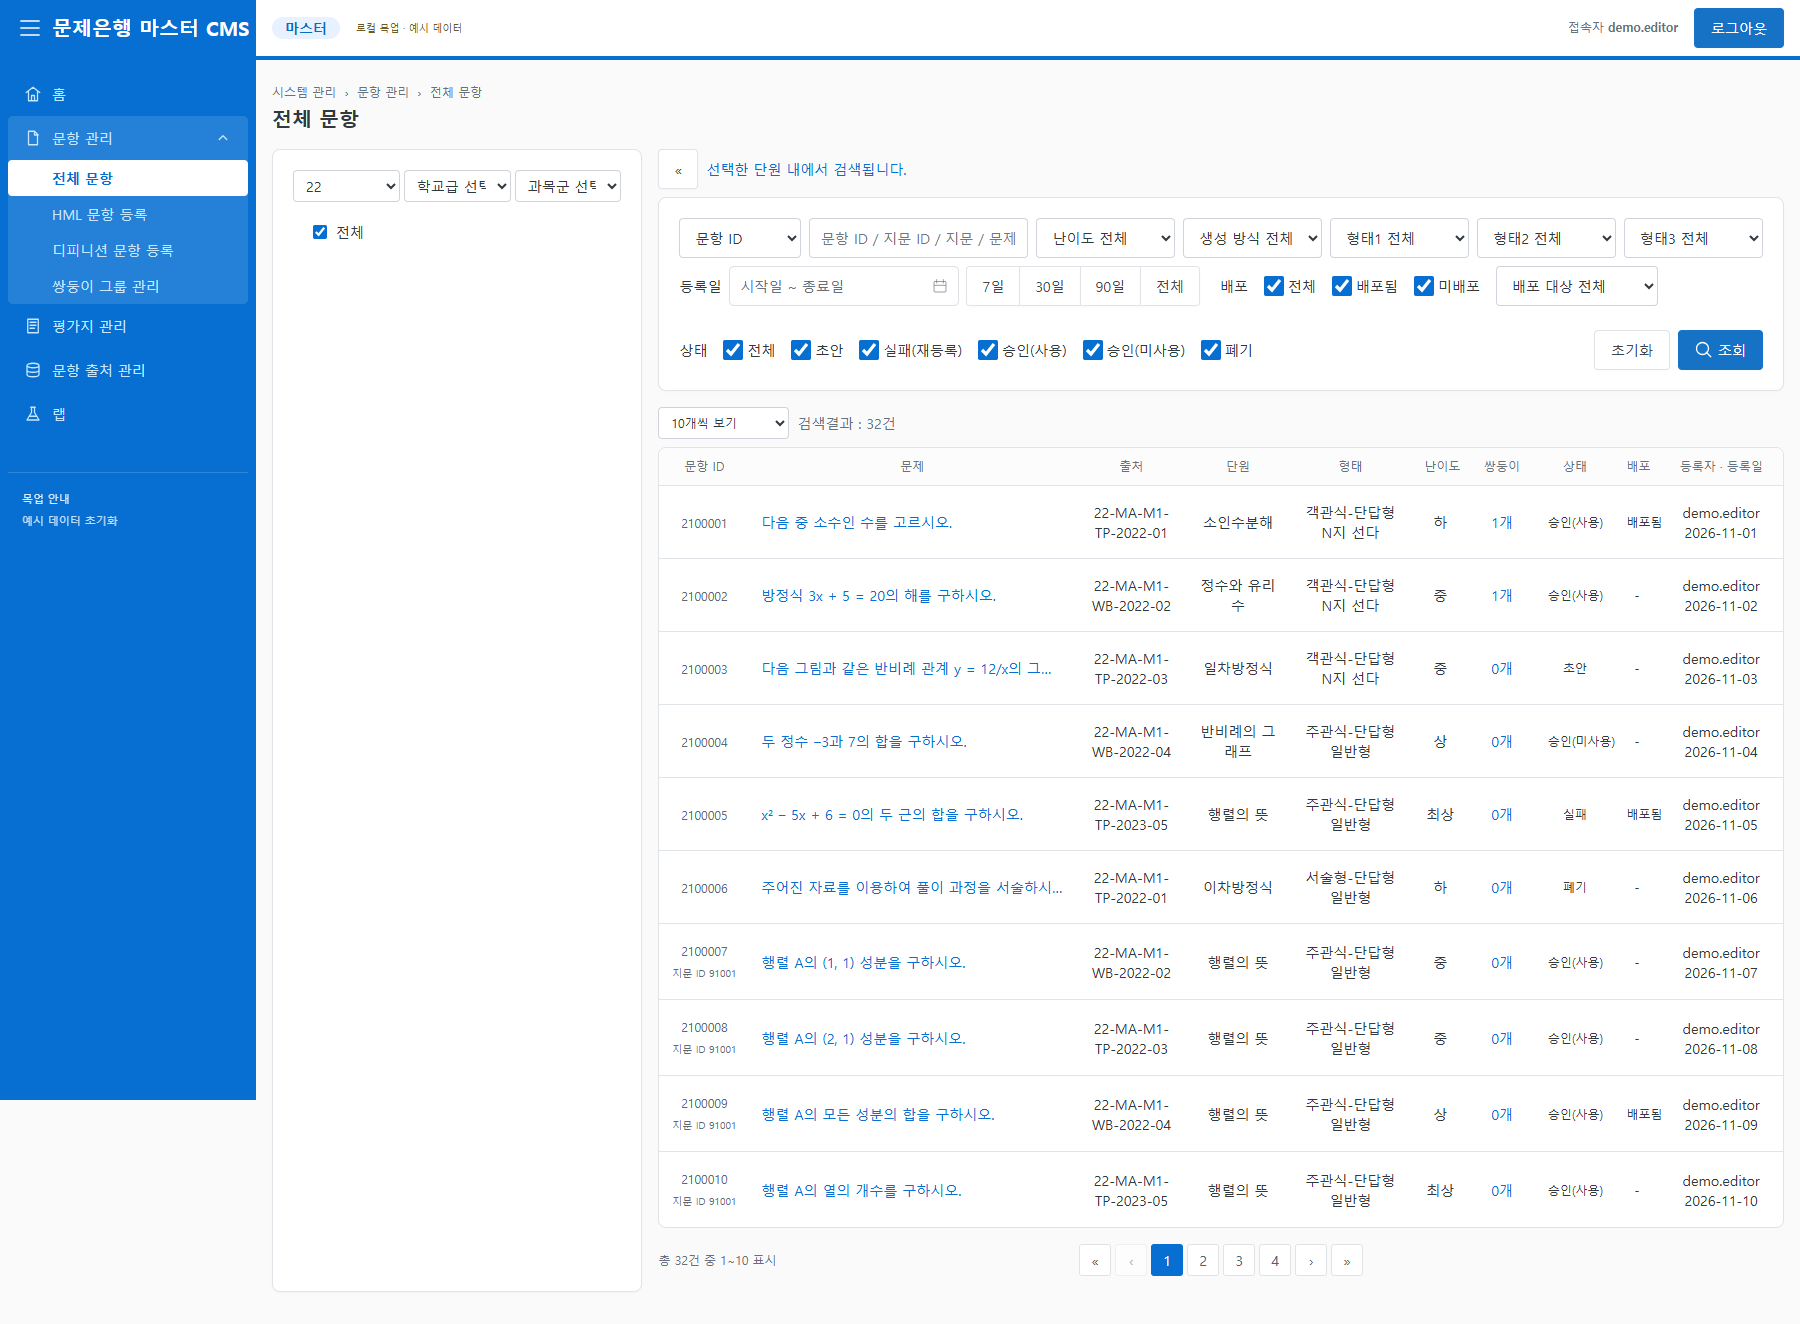 문제은행 마스터 CMS
마스터
로컬 목업 · 예시 데이터
접속자 demo.editor
로그아웃
홈
문항 관리
전체 문항
HML 문항 등록
디피니션 문항 등록
쌍둥이 그룹 관리
평가지 관리
문항 출처 관리
랩
목업 안내
예시 데이터 초기화
시스템 관리 › 문항 관리 › 전체 문항
전체 문항
22
학교급 선택
과목군 선택
전체
«
선택한 단원 내에서 검색됩니다.
문항 ID
문항 ID / 지문 ID / 지문 / 문제
난이도 전체
생성 방식 전체
형태1 전체
형태2 전체
형태3 전체
등록일
시작일 ~ 종료일
7일
30일
90일
전체
배포
전체
배포됨
미배포
배포 대상 전체
상태
전체
초안
실패(재등록)
승인(사용)
승인(미사용)
폐기
초기화
조회
10개씩 보기
검색결과 : 32건
문항 ID 문제 출처 단원 형태 난이도 쌍둥이 상태 배포 등록자 · 등록일
2100001 다음 중 소수인 수를 고르시오. 22-MA-M1-TP-2022-01 소인수분해 객관식-단답형 N지 선다 하 1개 승인(사용) 배포됨 demo.editor 2026-11-01
2100002 방정식 3x + 5 = 20의 해를 구하시오. 22-MA-M1-WB-2022-02 정수와 유리수 객관식-단답형 N지 선다 중 1개 승인(사용) - demo.editor 2026-11-02
2100003 다음 그림과 같은 반비례 관계 y = 12/x의 그... 22-MA-M1-TP-2022-03 일차방정식 객관식-단답형 N지 선다 중 0개 초안 - demo.editor 2026-11-03
2100004 두 정수 −3과 7의 합을 구하시오. 22-MA-M1-WB-2022-04 반비례의 그래프 주관식-단답형 일반형 상 0개 승인(미사용) - demo.editor 2026-11-04
2100005 x² − 5x + 6 = 0의 두 근의 합을 구하시오. 22-MA-M1-TP-2023-05 행렬의 뜻 주관식-단답형 일반형 최상 0개 실패 배포됨 demo.editor 2026-11-05
2100006 주어진 자료를 이용하여 풀이 과정을 서술하시... 22-MA-M1-TP-2022-01 이차방정식 서술형-단답형 일반형 하 0개 폐기 - demo.editor 2026-11-06
2100007 지문 ID 91001 행렬 A의 (1, 1) 성분을 구하시오. 22-MA-M1-WB-2022-02 행렬의 뜻 주관식-단답형 일반형 중 0개 승인(사용) - demo.editor 2026-11-07
2100008 지문 ID 91001 행렬 A의 (2, 1) 성분을 구하시오. 22-MA-M1-TP-2022-03 행렬의 뜻 주관식-단답형 일반형 중 0개 승인(사용) - demo.editor 2026-11-08
2100009 지문 ID 91001 행렬 A의 모든 성분의 합을 구하시오. 22-MA-M1-WB-2022-04 행렬의 뜻 주관식-단답형 일반형 상 0개 승인(사용) 배포됨 demo.editor 2026-11-09
2100010 지문 ID 91001 행렬 A의 열의 개수를 구하시오. 22-MA-M1-TP-2023-05 행렬의 뜻 주관식-단답형 일반형 최상 0개 승인(사용) - demo.editor 2026-11-10
총 32건 중 1~10 표시
« ‹ 1 2 3 4 › »